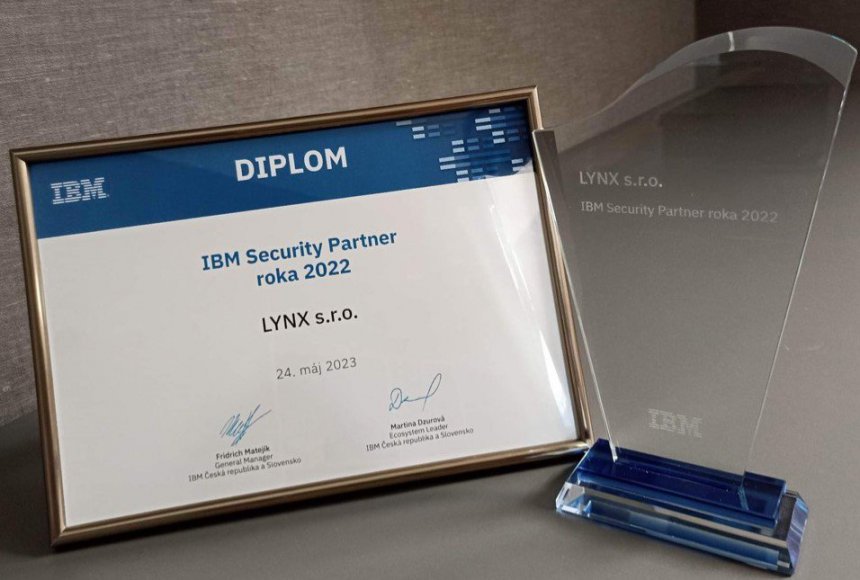 IBM
DIPLOM
IBM Security Partner
roka 2022
LYNX s.r.o.
24. máj 2023
Fridrich Matejík
General Manager
IBM Česká republika a Slovensko
Martina Dzurová
Ecosystem Leader
IBM Česká republika a Slovensko
LYNX s.r.o.
IBM Security Partner roka 2022
IBM